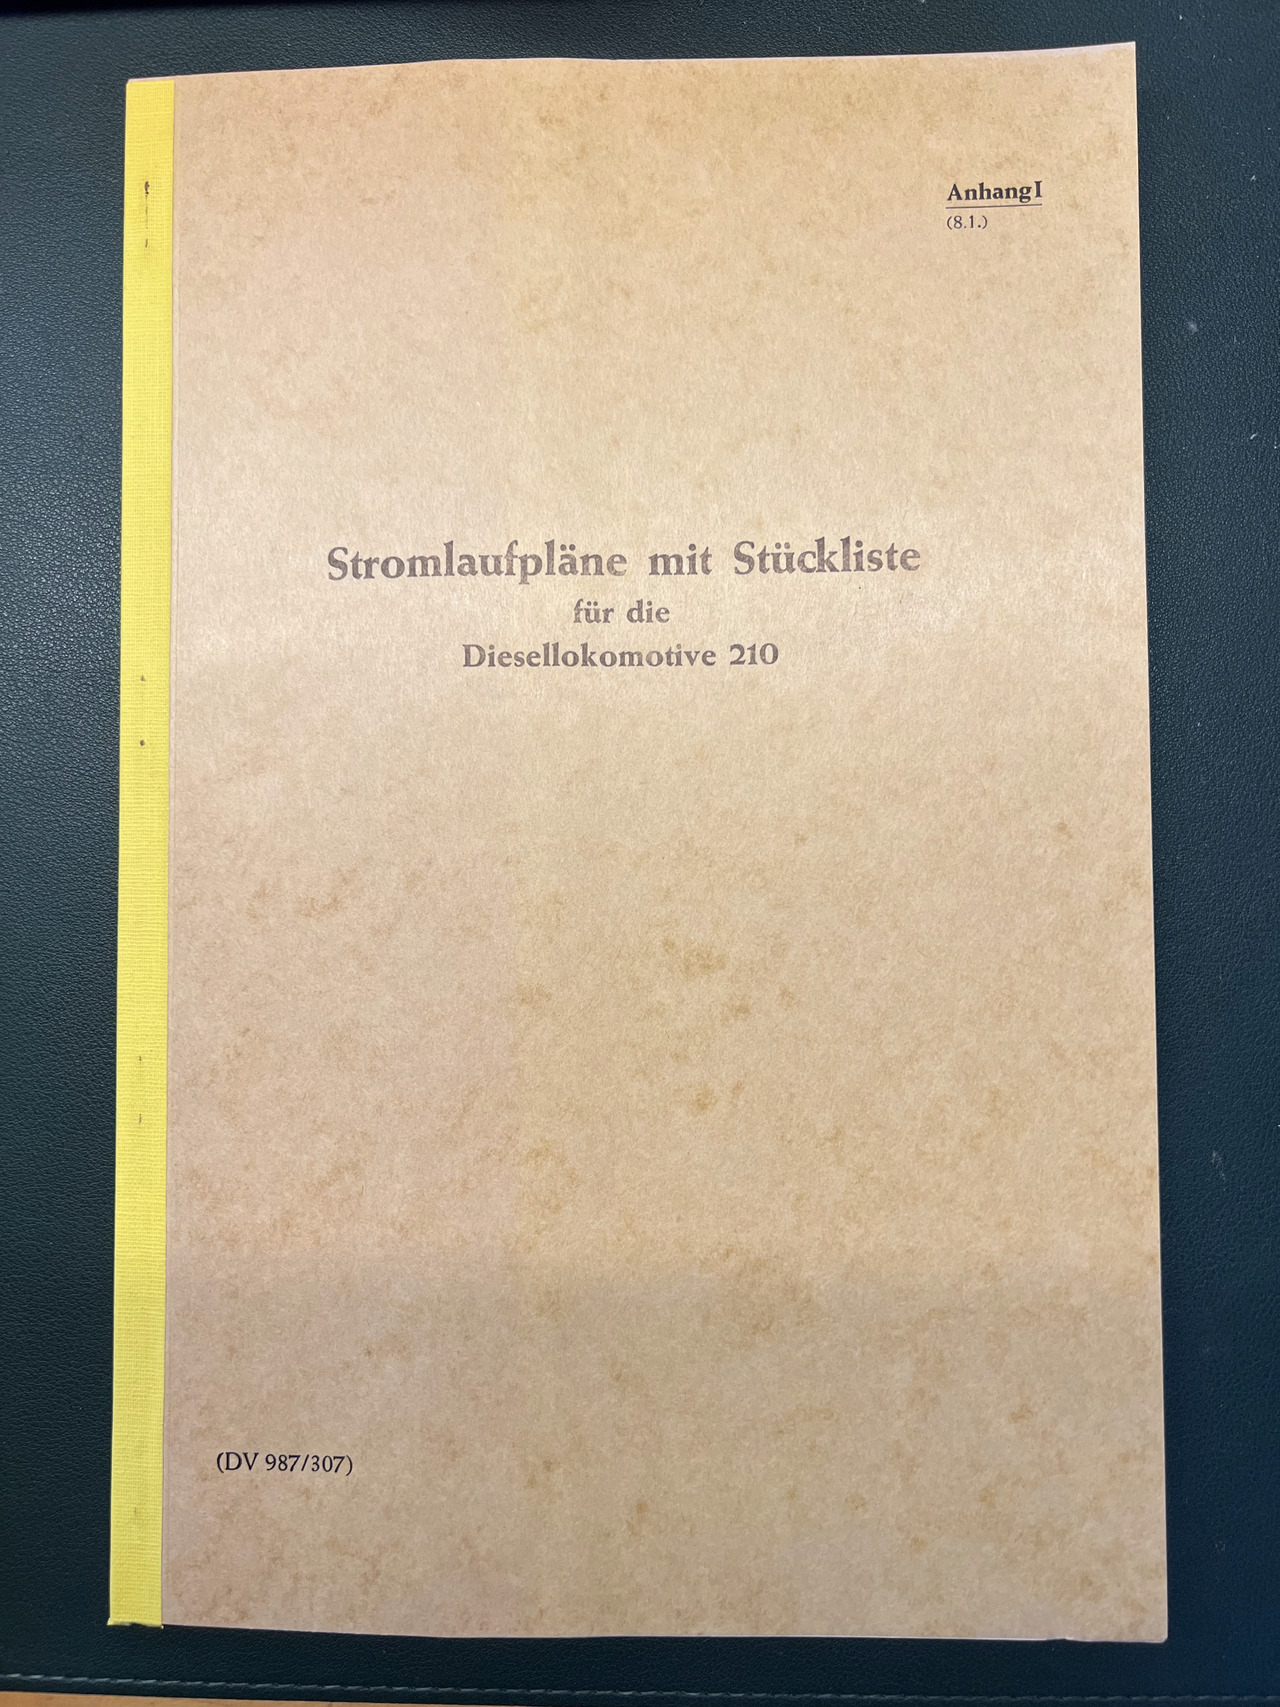 Anhang I
(8.1.)
Stromlaufpläne mit Stückliste
für die
Diesellokomotive 210
(DV 987/307)